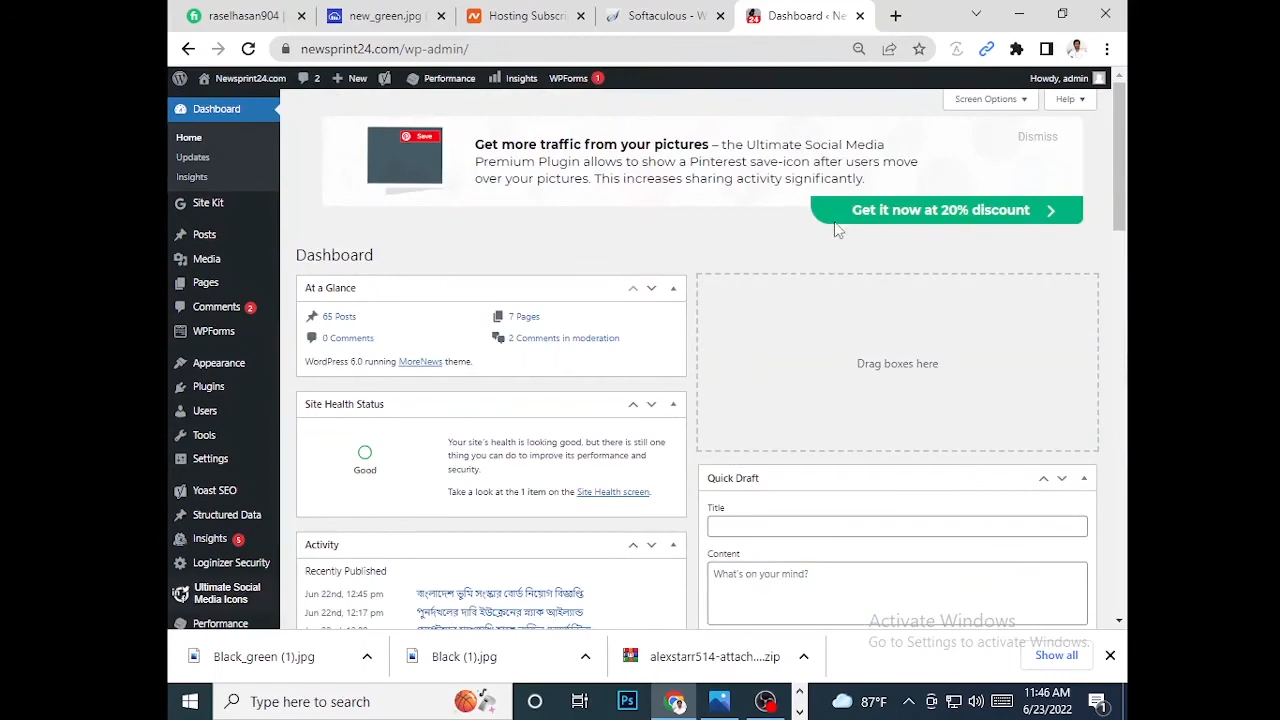 raselhasan904 |
new_green.jpg (
Hosting Subscri
Softaculous - W
Dashboard ‹ Ne
newsprint24.com/wp-admin/
Newsprint24.com
2
New
Performance
Insights
WPForms
1
Howdy, admin
Dashboard
Home
Updates
Insights
Site Kit
Posts
Media
Pages
Comments 2
WPForms
Appearance
Plugins
Users
Tools
Settings
Yoast SEO
Structured Data
Insights 5
Loginizer Security
Ultimate Social
Media Icons
Performance
Screen Options
Help
Save
Get more traffic from your pictures – the Ultimate Social Media
Premium Plugin allows to show a Pinterest save-icon after users move
over your pictures. This increases sharing activity significantly.
Dismiss
Get it now at 20% discount
Dashboard
At a Glance
65 Posts
7 Pages
0 Comments
2 Comments in moderation
WordPress 6.0 running MoreNews theme.
Site Health Status
Good
Your site's health is looking good, but there is still one
thing you can do to improve its performance and
security.
Take a look at the 1 item on the Site Health screen.
Activity
Recently Published
Jun 22nd, 12:45 pm
বাংলাদেশ ভূমি সংস্কার বোর্ড নিয়োগ বিজ্ঞপ্তি
Jun 22nd, 12:17 pm
পুনর্দখলের দাবি ইউক্রেনের স্ন্যাক আইল্যান্ড
Drag boxes here
Quick Draft
Title
Content
What's on your mind?
Activate Windows
Go to Settings to activate Windows.
Black_green (1).jpg
Black (1).jpg
alexstarr514-attach....zip
Show all
Type here to search
Ps
87°F
11:46 AM
6/23/2022
1